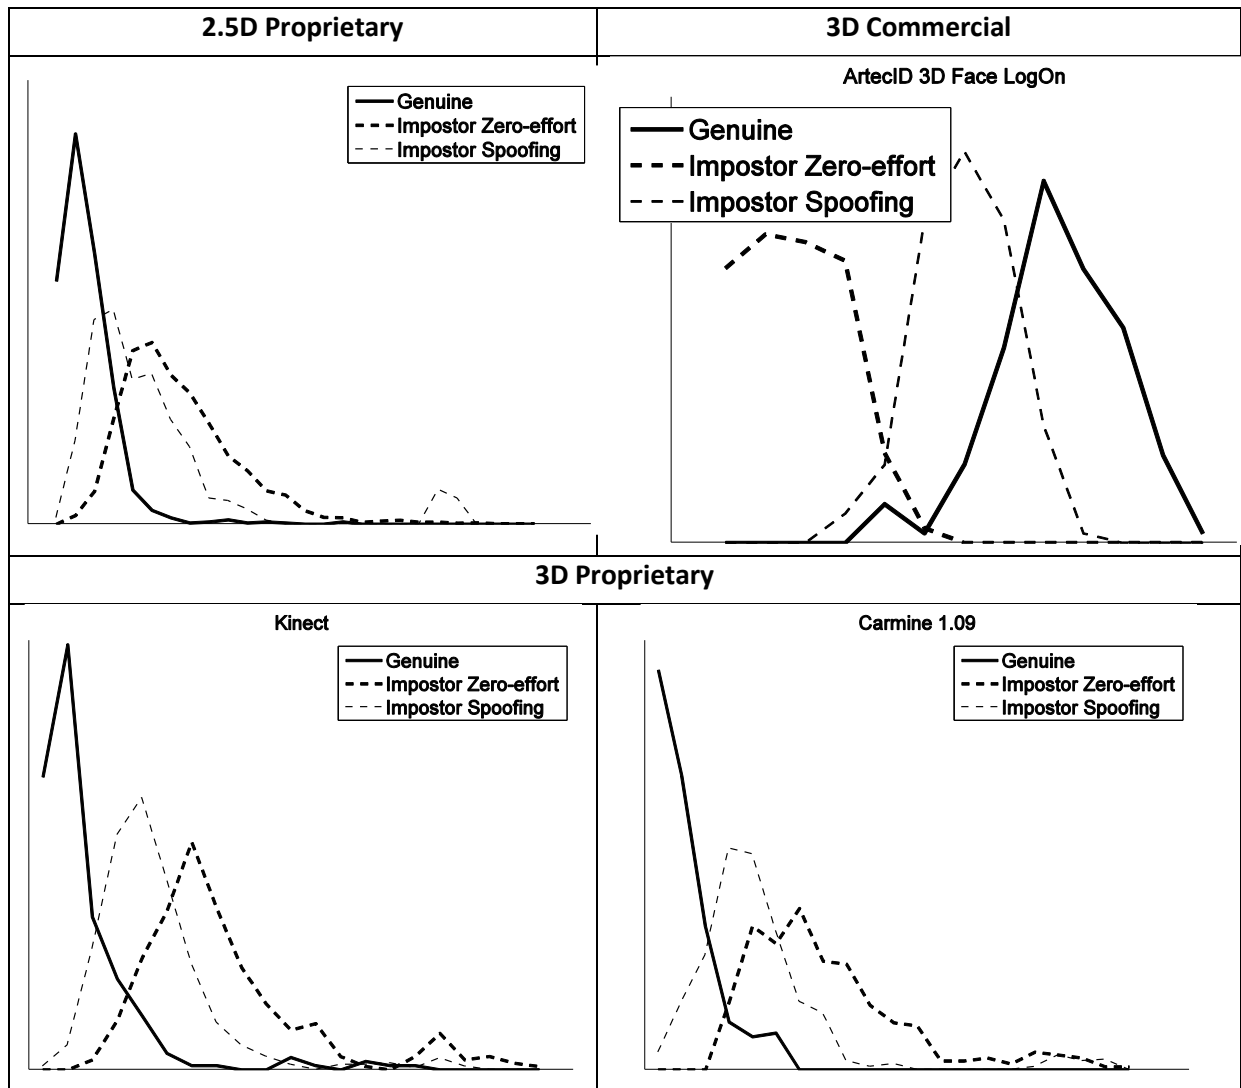 2.5D Proprietary
3D Commercial
Genuine
Impostor Zero-effort
Impostor Spoofing
ArtecID 3D Face LogOn
Genuine
Impostor Zero-effort
Impostor Spoofing
3D Proprietary
Kinect
Genuine
Impostor Zero-effort
Impostor Spoofing
Carmine 1.09
Genuine
Impostor Zero-effort
Impostor Spoofing